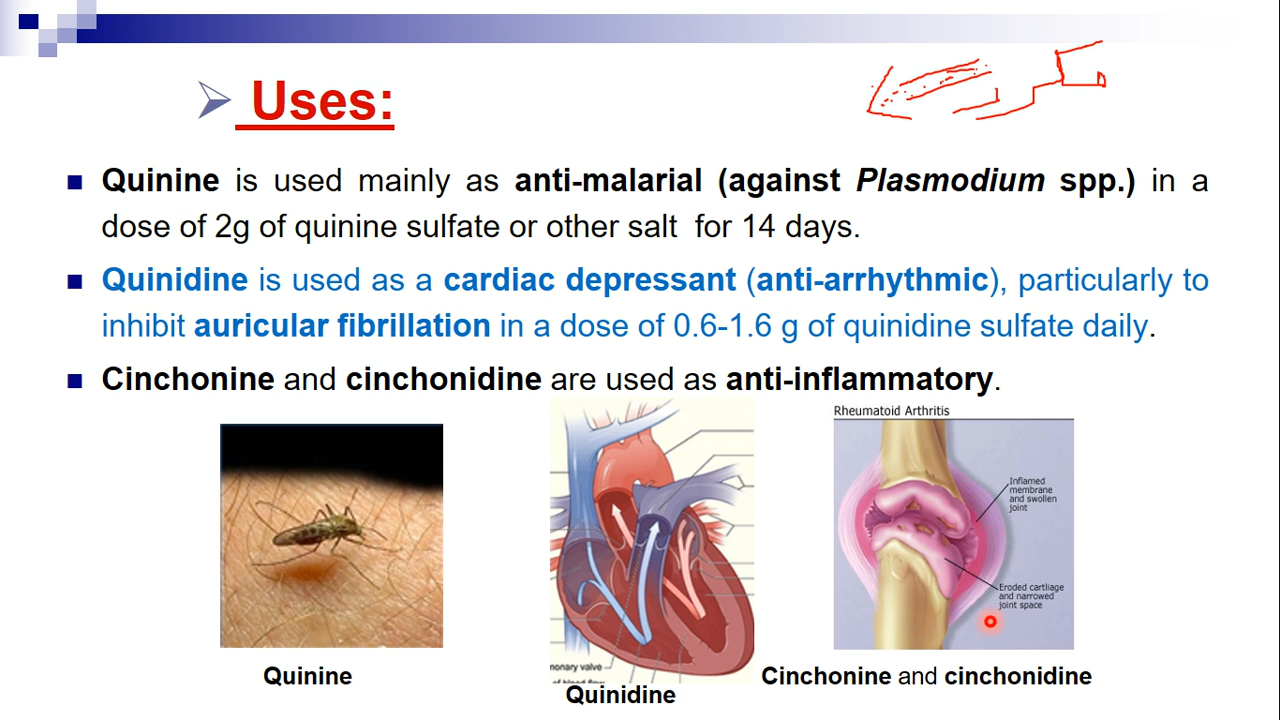 Uses:
Quinine is used mainly as anti-malarial (against Plasmodium spp.) in a
dose of 2g of quinine sulfate or other salt for 14 days.
Quinidine is used as a cardiac depressant (anti-arrhythmic), particularly to
inhibit auricular fibrillation in a dose of 0.6-1.6 g of quinidine sulfate daily.
Cinchonine and cinchonidine are used as anti-inflammatory.
Rheumatoid Arthritis
Inflamed
membrane
and swollen
joint
Eroded cartliage
and narrowed
joint space
monary valve
Quinine
Quinidine
Cinchonine and cinchonidine